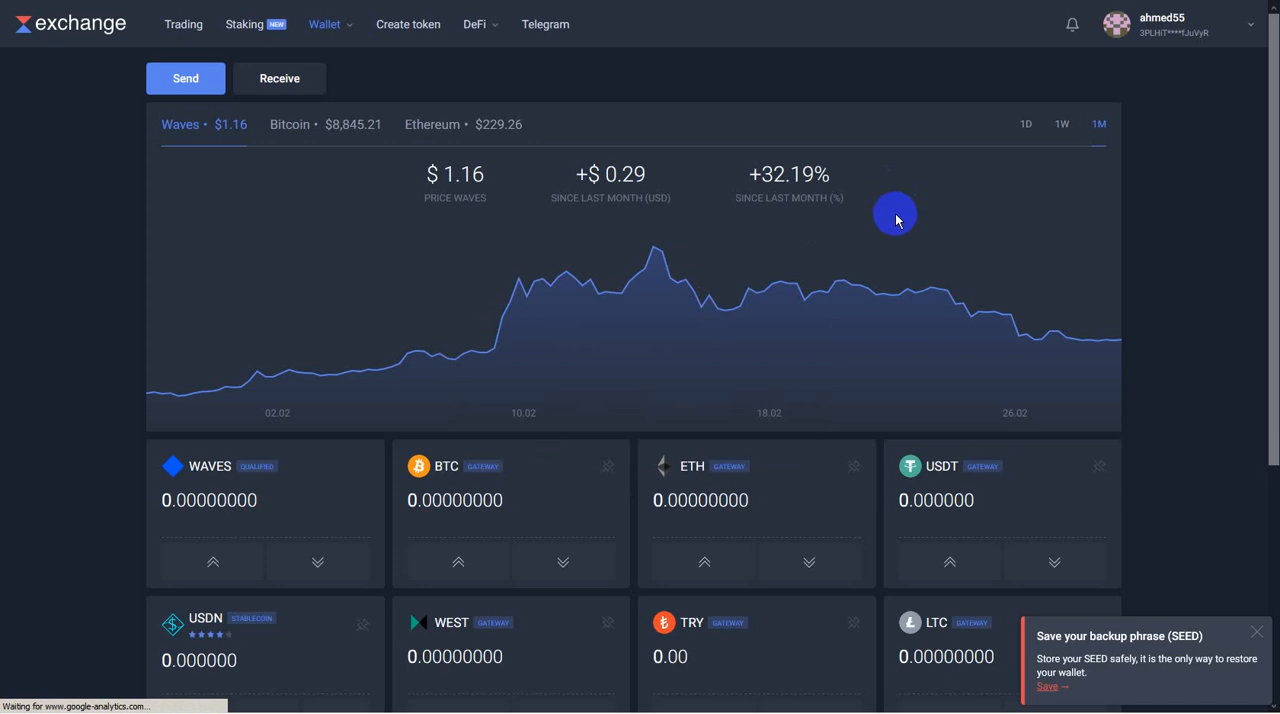 exchange
Trading
Staking NEW
Wallet
Create token
DeFi
Telegram
ahmed55
3PLHiT****fJuVyR
Send
Receive
Waves • $1.16
Bitcoin • $8,845.21
Ethereum • $229.26
1D
1W
1M
$ 1.16
PRICE WAVES
+$ 0.29
SINCE LAST MONTH (USD)
+32.19%
SINCE LAST MONTH (%)
02.02
10.02
18.02
26.02
WAVES QUALIFIED
0.00000000
BTC GATEWAY
0.00000000
ETH GATEWAY
0.00000000
USDT GATEWAY
0.000000
USDN STABLECOIN
0.000000
WEST GATEWAY
0.00000000
TRY GATEWAY
0.00
LTC GATEWAY
0.00000000
Save your backup phrase (SEED)
Store your SEED safely, it is the only way to restore
your wallet.
Save →
Waiting for www.google-analytics.com...